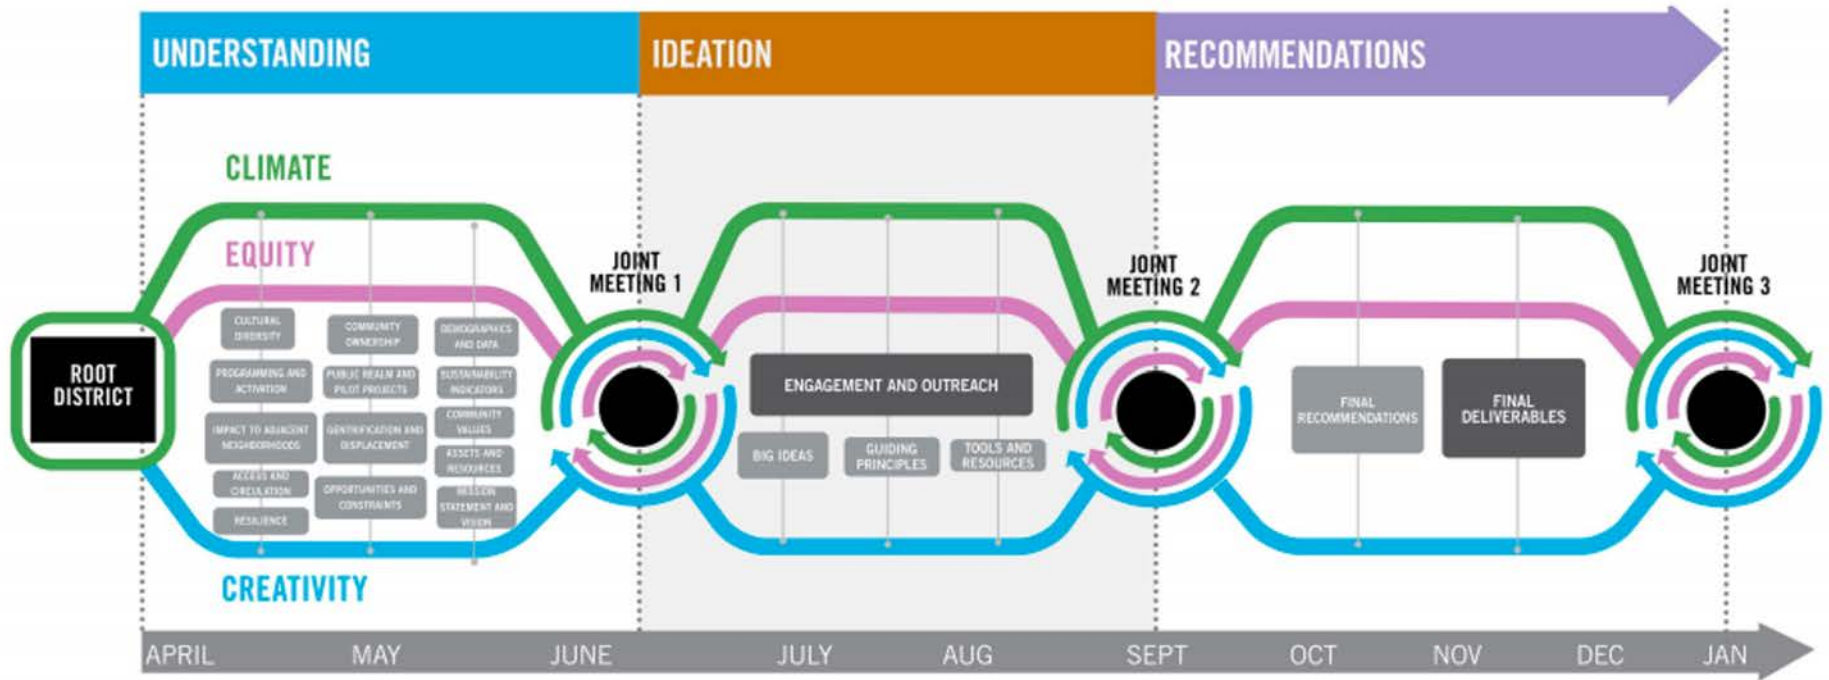 UNDERSTANDING
IDEATION
RECOMMENDATIONS
CLIMATE
EQUITY
ROOT
DISTRICT
CULTURAL
DIVERSITY
PROGRAMMING AND
ACTIVATION
IMPACT TO ADJACENT
NEIGHBORHOODS
ACCESS AND
CIRCULATION
RESILIENCE
COMMUNITY
OWNERSHIP
PUBLIC REALM AND
PILOT PROJECTS
GENTRIFICATION AND
DISPLACEMENT
OPPORTUNITIES AND
CONSTRAINTS
DEMOGRAPHICS
AND DATA
SUSTAINABILITY
INDICATORS
COMMUNITY
VALUES
ASSETS AND
RESOURCES
MISSION
STATEMENT AND
VISION
CREATIVITY
JOINT
MEETING 1
ENGAGEMENT AND OUTREACH
BIG IDEAS
GUIDING
PRINCIPLES
TOOLS AND
RESOURCES
JOINT
MEETING 2
FINAL
RECOMMENDATIONS
FINAL
DELIVERABLES
JOINT
MEETING 3
APRIL
MAY
JUNE
JULY
AUG
SEPT
OCT
NOV
DEC
JAN